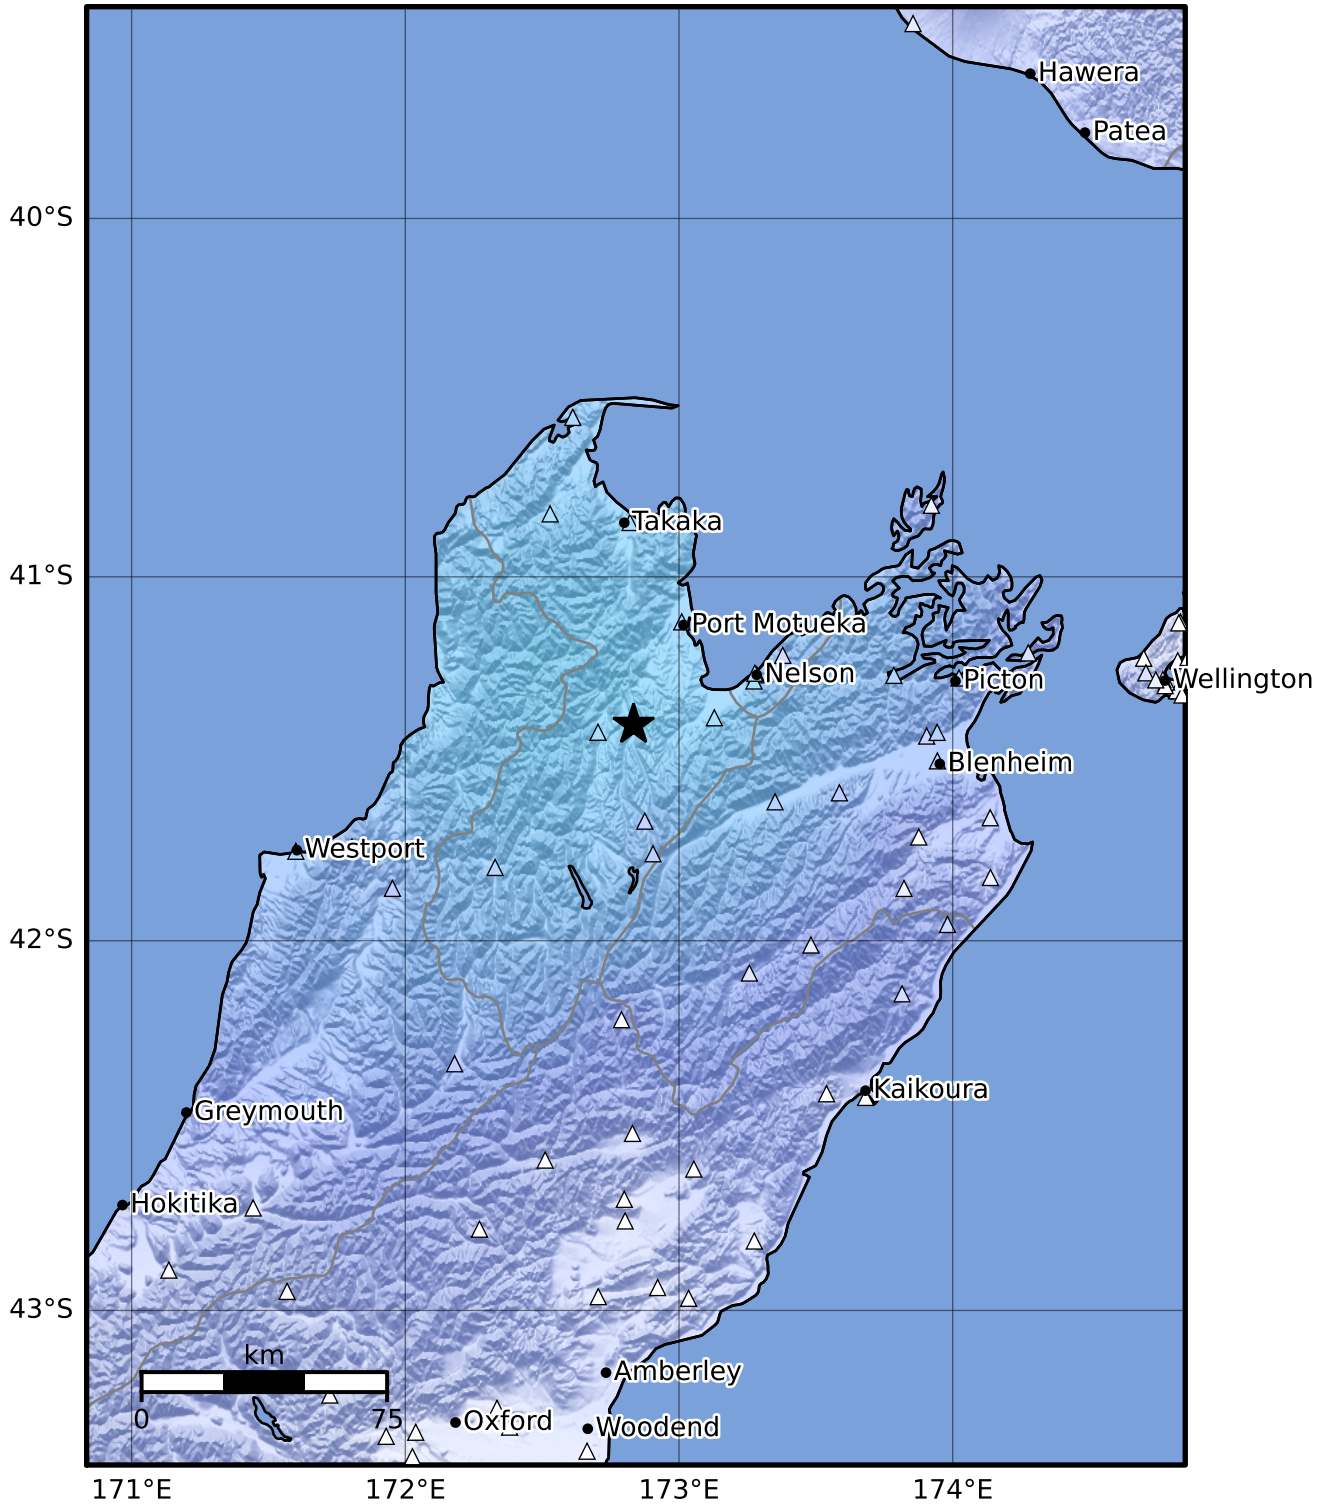 Hawera
Patea
40°S
Takaka
41°S
Port Motueka
Nelson
Picton
Wellington
Blenheim
Westport
42°S
Kaikoura
Greymouth
Hokitika
43°S
km
Amberley
0
75
Oxford
Woodend
171°E
172°E
173°E
174°E